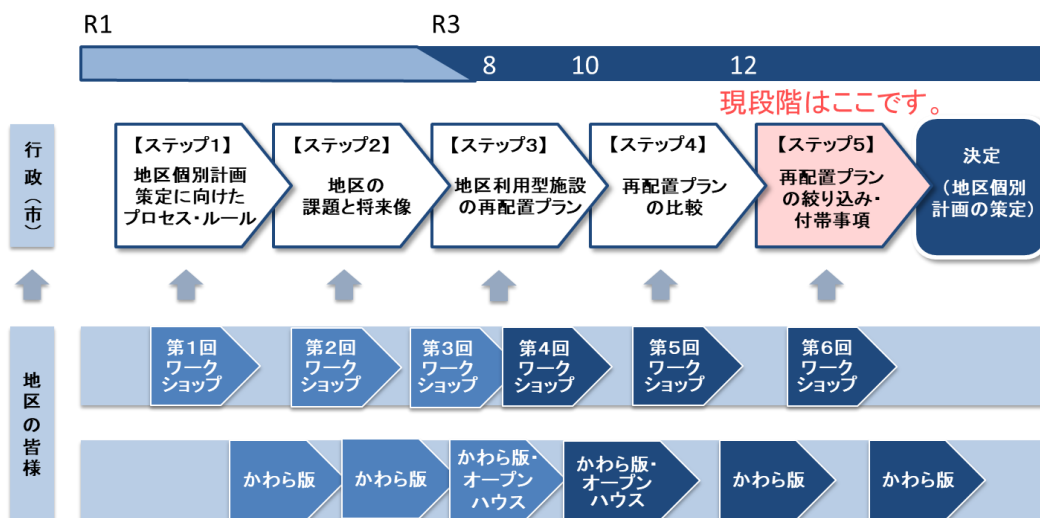 R1
R3
8
10
12
現段階はここです。
行政(市)
【ステップ1】
地区個別計画
策定に向けた
プロセス・ルール
【ステップ2】
地区の
課題と将来像
【ステップ3】
地区利用型施設
の再配置プラン
【ステップ4】
再配置プラン
の比較
【ステップ5】
再配置プラン
の絞り込み・
付帯事項
決定
(地区個別
計画の策定)
地区の皆様
第1回
ワーク
ショップ
第2回
ワーク
ショップ
第3回
ワーク
ショップ
第4回
ワーク
ショップ
第5回
ワーク
ショップ
第6回
ワーク
ショップ
かわら版
かわら版
かわら版・
オープン
ハウス
かわら版・
オープン
ハウス
かわら版
かわら版